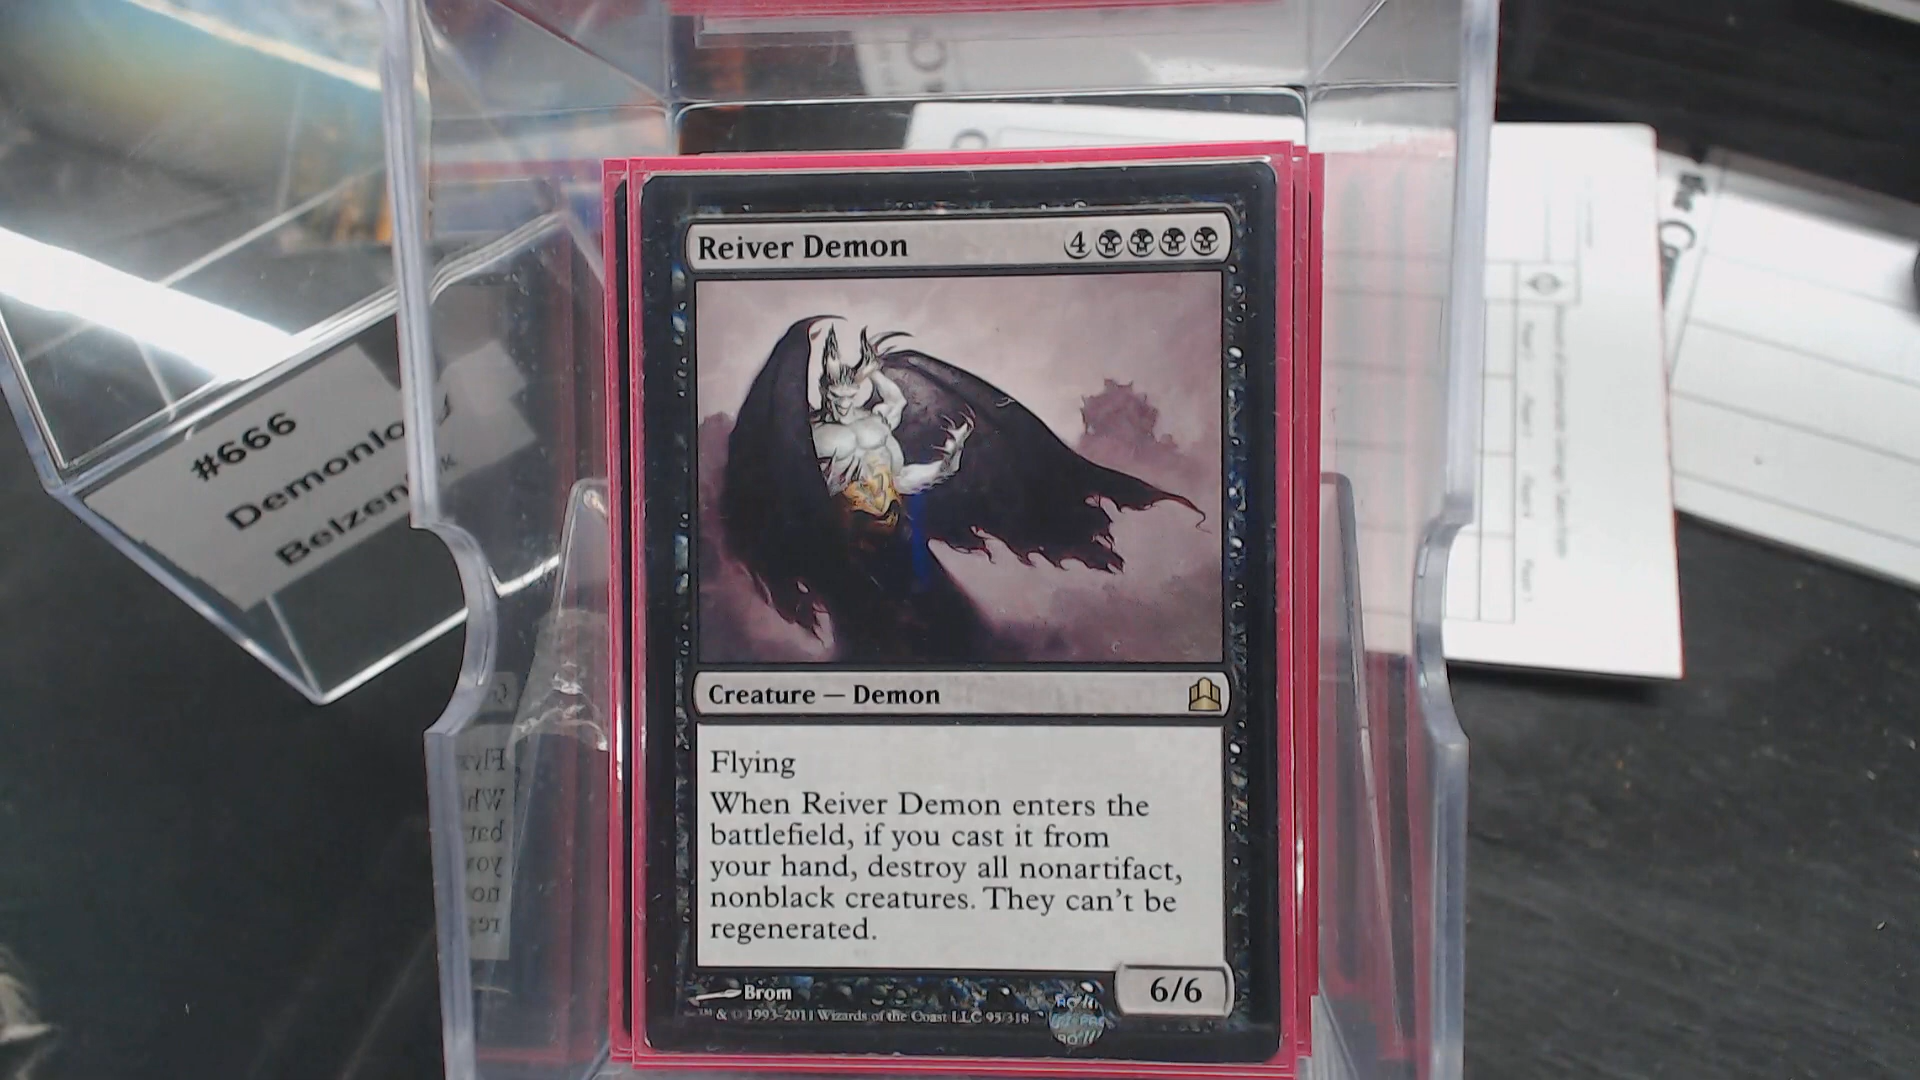 Reiver Demon 4
Creature — Demon
Flying
When Reiver Demon enters the
battlefield, if you cast it from
your hand, destroy all nonartifact,
nonblack creatures. They can't be
regenerated.
6/6
Brom
™ & © 1993-2011 Wizards of the Coast LLC 95/318
#666